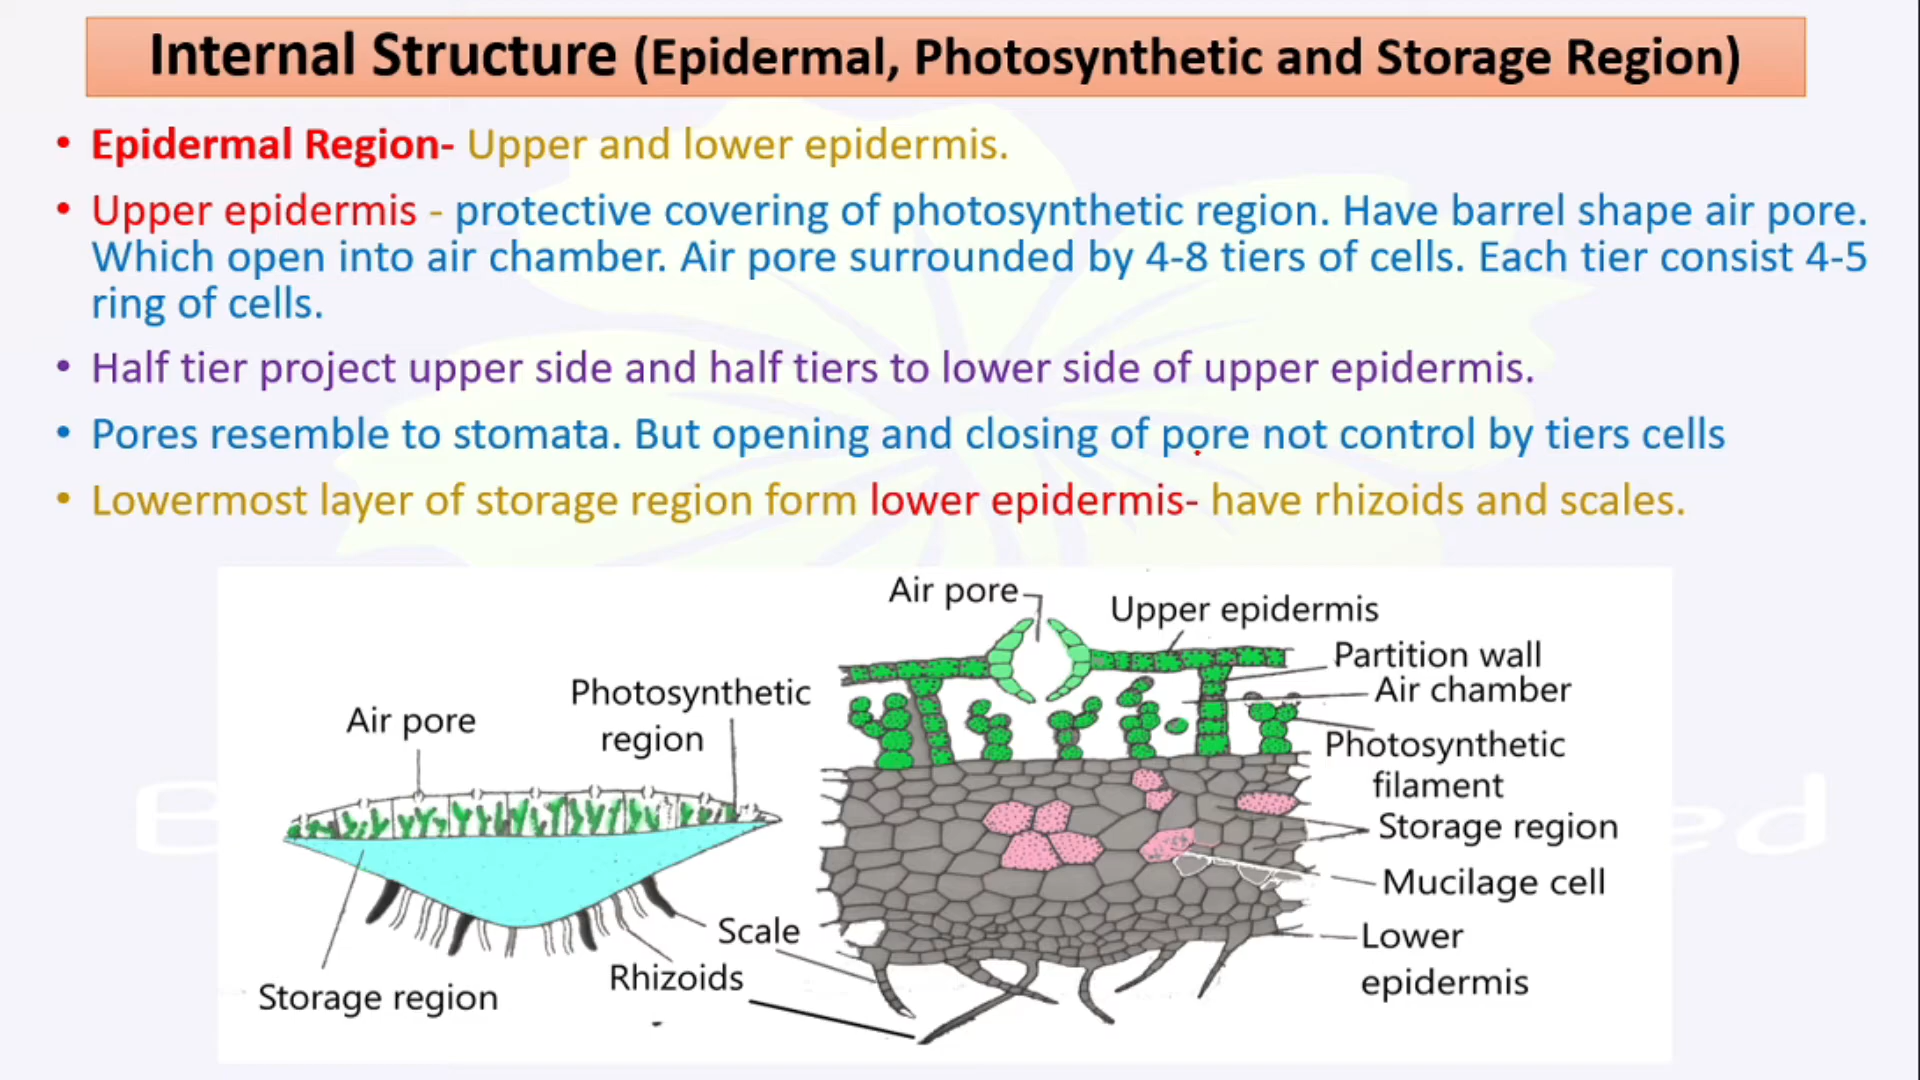 Internal Structure (Epidermal, Photosynthetic and Storage Region)
• Epidermal Region- Upper and lower epidermis.
• Upper epidermis - protective covering of photosynthetic region. Have barrel shape air pore.
Which open into air chamber. Air pore surrounded by 4-8 tiers of cells. Each tier consist 4-5
ring of cells.
• Half tier project upper side and half tiers to lower side of upper epidermis.
• Pores resemble to stomata. But opening and closing of pore not control by tiers cells
• Lowermost layer of storage region form lower epidermis- have rhizoids and scales.
Air pore
Photosynthetic
region
Storage region
Scale
Rhizoids
Air pore
Upper epidermis
Partition wall
Air chamber
Photosynthetic
filament
Storage region
Mucilage cell
Lower
epidermis